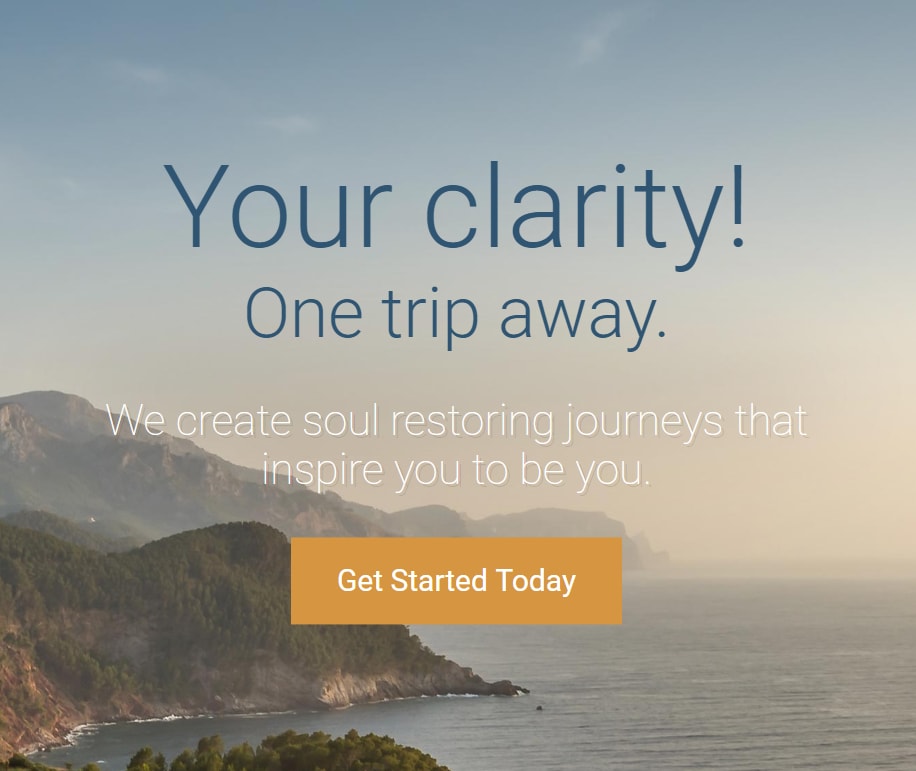 Your clarity!
One trip away.
We create soul restoring journeys that
inspire you to be you.
Get Started Today